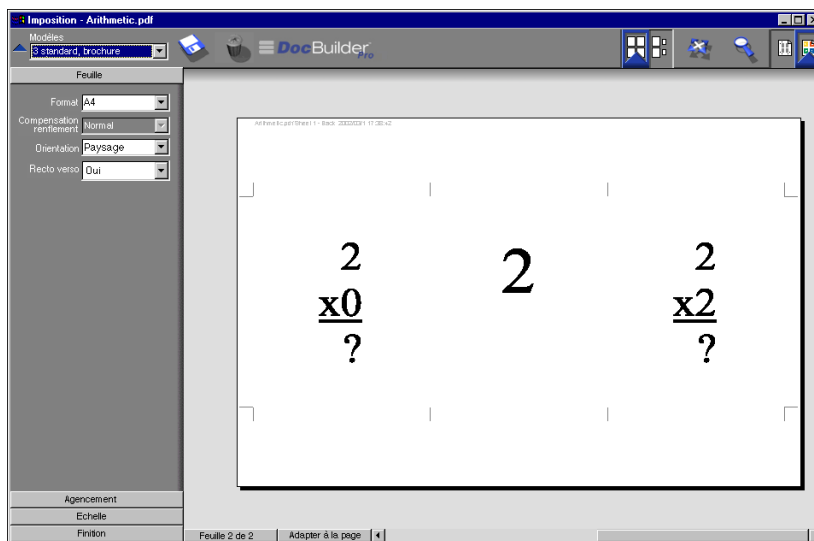 Imposition - Arithmetic.pdf
Modèles
3 standard, brochure
DocBuilder Pro
Feuille
Format A4
Compensation renflement Normal
Orientation Paysage
Recto verso Oui
2
x0
?
2
2
x2
?
Agencement
Echelle
Finition
Feuille 2 de 2
Adapter à la page